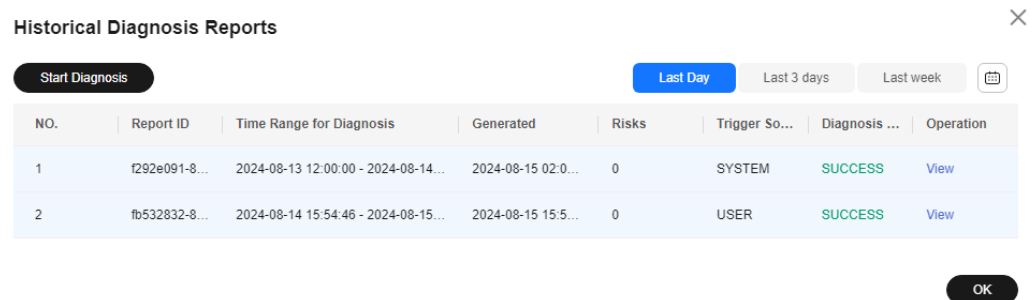 Historical Diagnosis Reports
Start Diagnosis Last Day Last 3 days Last week
NO. Report ID Time Range for Diagnosis Generated Risks Trigger So... Diagnosis ... Operation
1 f292e091-8... 2024-08-13 12:00:00 - 2024-08-14... 2024-08-15 02:0... 0 SYSTEM SUCCESS View
2 fb532832-8... 2024-08-14 15:54:46 - 2024-08-15... 2024-08-15 15:5... 0 USER SUCCESS View
OK